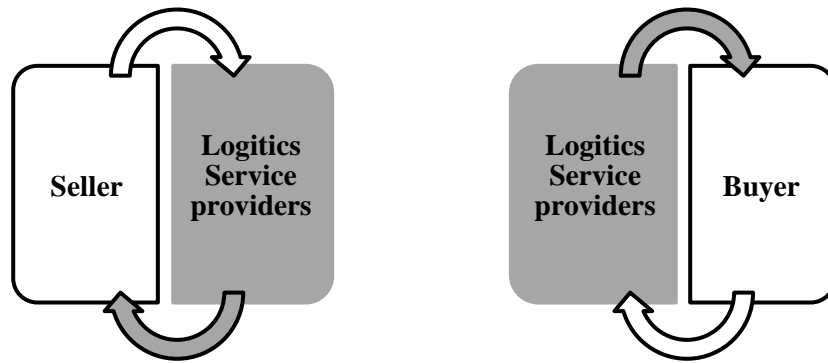 Seller
Logitics
Service
providers
Logitics
Service
providers
Buyer